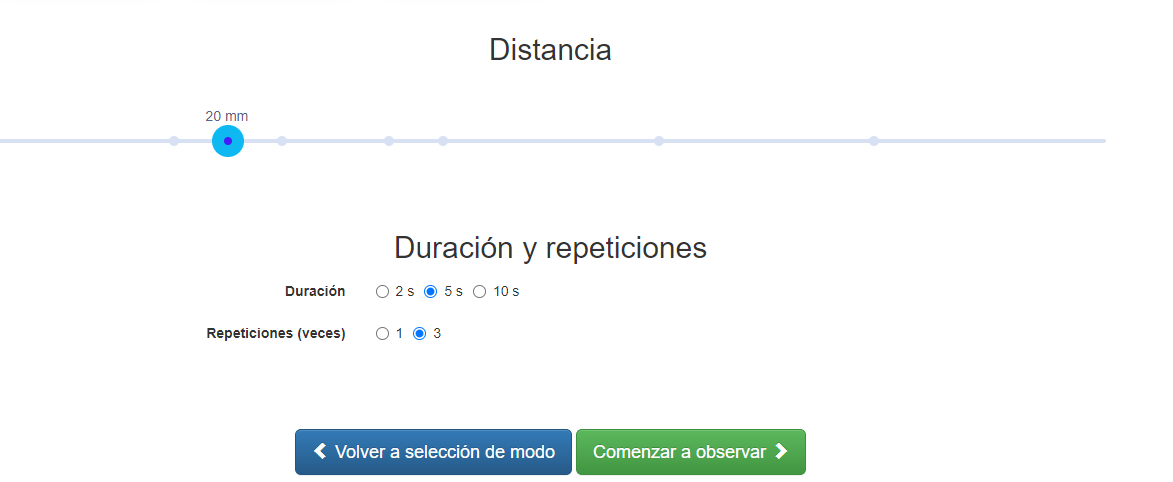 Distancia
20 mm
Duración y repeticiones
Duración 2 s 5 s 10 s
Repeticiones (veces) 1 3
Volver a selección de modo Comenzar a observar